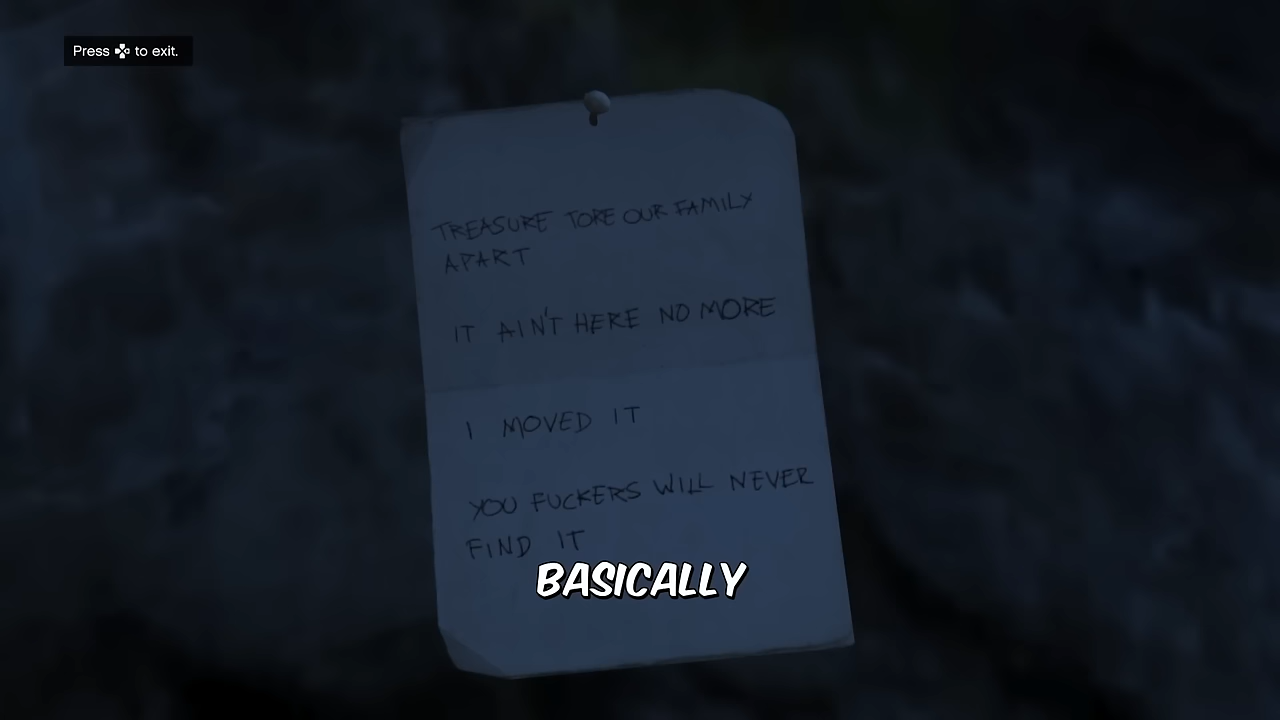 Press to exit.
TREASURE TORE OUR FAMILY
APART
IT AIN'T HERE NO MORE
I MOVED IT
YOU FUCKERS WILL NEVER
FIND IT
BASICALLY